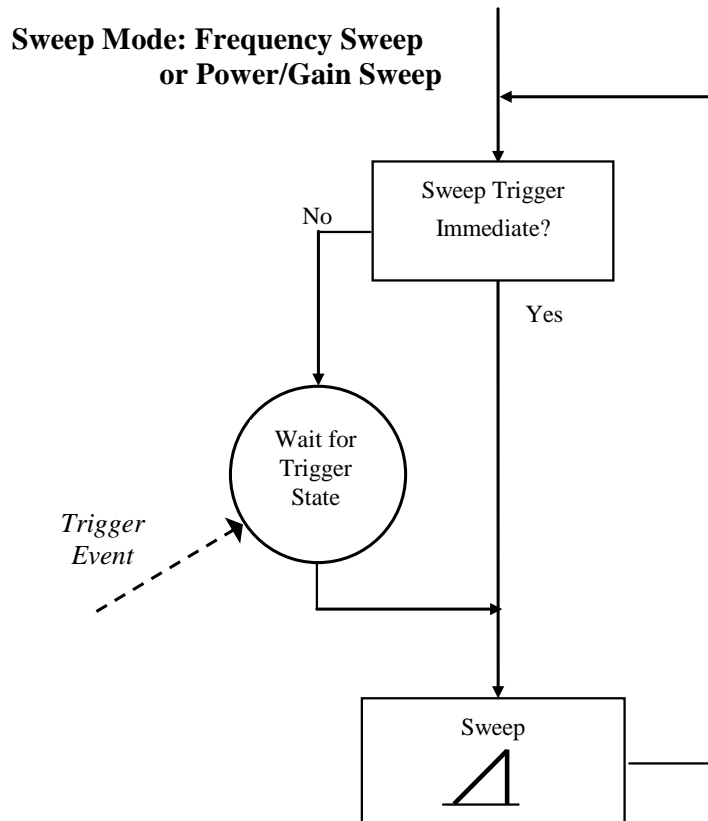 Sweep Mode: Frequency Sweep
or Power/Gain Sweep
Sweep Trigger
Immediate?
No
Yes
Wait for
Trigger
State
Trigger
Event
Sweep